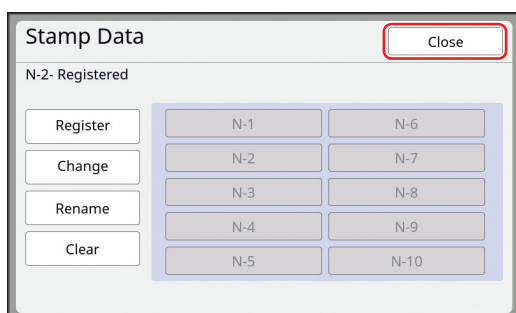 Stamp Data
Close
N-2- Registered
Register
Change
Rename
Clear
N-1
N-6
N-2
N-7
N-3
N-8
N-4
N-9
N-5
N-10